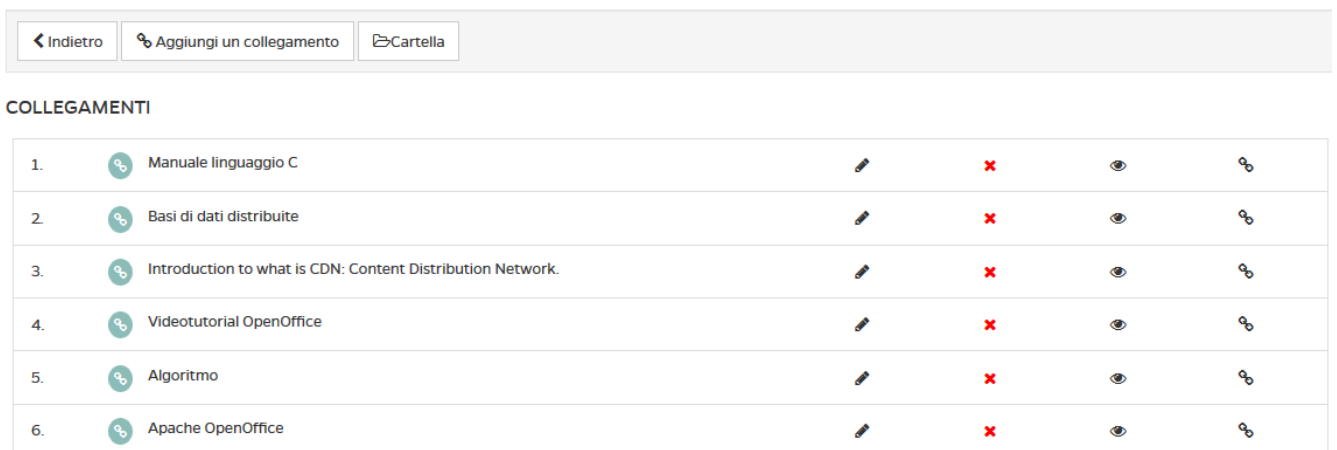 Indietro
Aggiungi un collegamento
Cartella
COLLEGAMENTI
1. Manuale linguaggio C
2. Basi di dati distribuite
3. Introduction to what is CDN: Content Distribution Network.
4. Videotutorial OpenOffice
5. Algoritmo
6. Apache OpenOffice